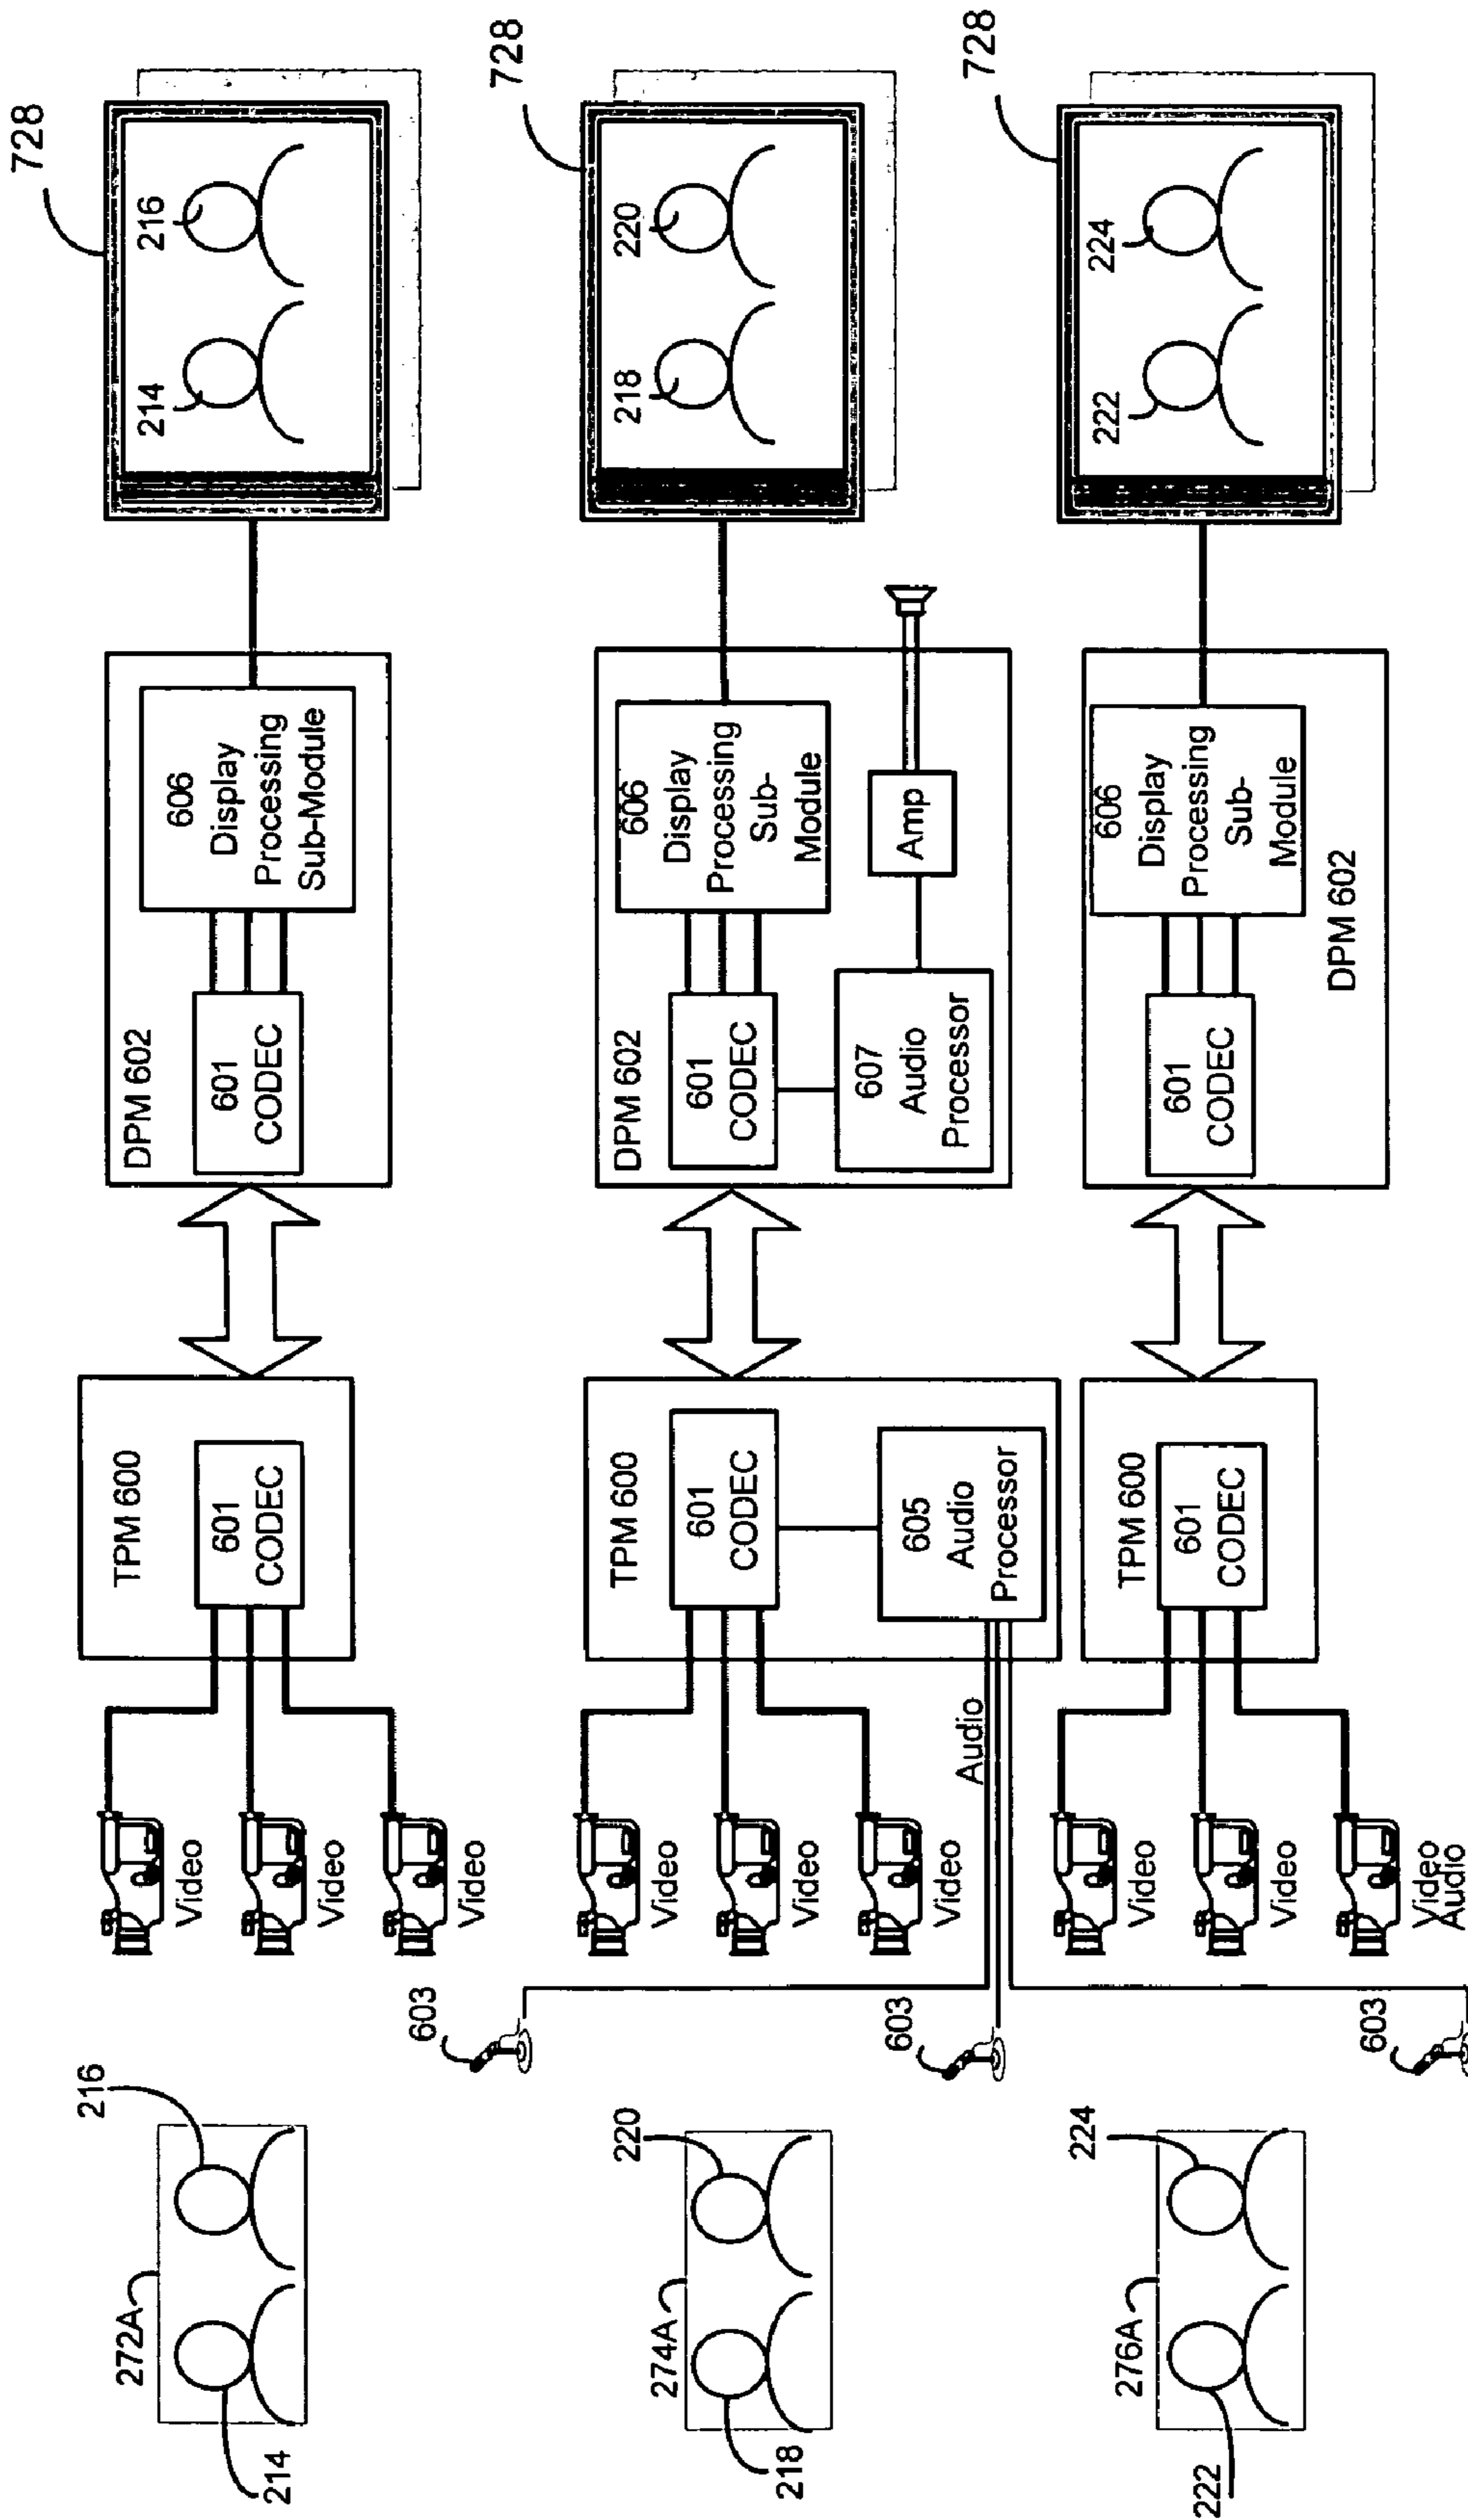 272A
214
216
Video
Video
Video
TPM 600
601
CODEC
DPM 602
601
CODEC
606
Display
Processing
Sub-Module
728
214
216
274A
218
220
603
603
603
Video
Video
Video
Audio
TPM 600
601
CODEC
605
Audio
Processor
DPM 602
601
CODEC
607
Audio
Processor
606
Display
Processing
Sub-
Module
Amp
728
218
220
276A
222
224
Video
Video
Video
Audio
TPM 600
601
CODEC
DPM 602
601
CODEC
606
Display
Processing
Sub-
Module
728
222
224